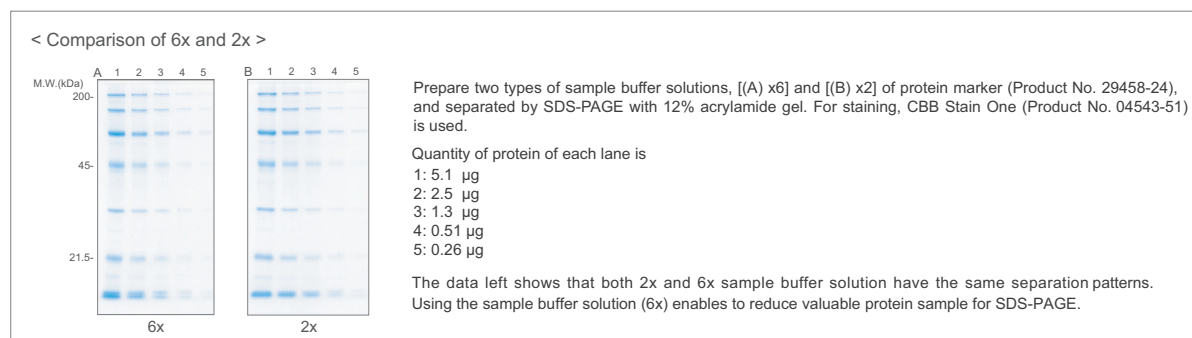 < Comparison of 6x and 2x >
A 1 2 3 4 5
B 1 2 3 4 5
M.W.(kDa)
200-
45-
21.5-
6x
2x
Prepare two types of sample buffer solutions, [(A) x6] and [(B) x2] of protein marker (Product No. 29458-24),
and separated by SDS-PAGE with 12% acrylamide gel. For staining, CBB Stain One (Product No. 04543-51)
is used.
Quantity of protein of each lane is
1: 5.1 µg
2: 2.5 µg
3: 1.3 µg
4: 0.51 µg
5: 0.26 µg
The data left shows that both 2x and 6x sample buffer solution have the same separation patterns.
Using the sample buffer solution (6x) enables to reduce valuable protein sample for SDS-PAGE.